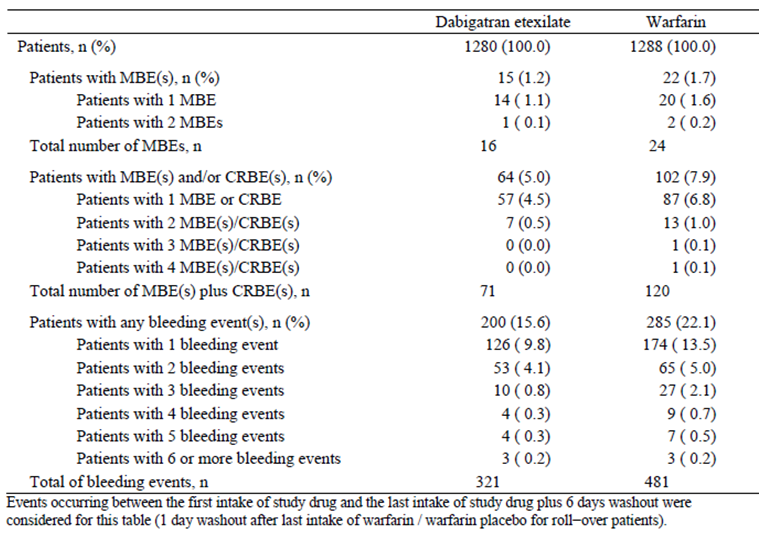 Dabigatran etexilate Warfarin
Patients, n (%) 1280 (100.0) 1288 (100.0)
Patients with MBE(s), n (%) 15 (1.2) 22 (1.7)
Patients with 1 MBE 14 ( 1.1) 20 ( 1.6)
Patients with 2 MBEs 1 ( 0.1) 2 ( 0.2)
Total number of MBEs, n 16 24
Patients with MBE(s) and/or CRBE(s), n (%) 64 (5.0) 102 (7.9)
Patients with 1 MBE or CRBE 57 (4.5) 87 (6.8)
Patients with 2 MBE(s)/CRBE(s) 7 (0.5) 13 (1.0)
Patients with 3 MBE(s)/CRBE(s) 0 (0.0) 1 (0.1)
Patients with 4 MBE(s)/CRBE(s) 0 (0.0) 1 (0.1)
Total number of MBE(s) plus CRBE(s), n 71 120
Patients with any bleeding event(s), n (%) 200 (15.6) 285 (22.1)
Patients with 1 bleeding event 126 ( 9.8) 174 ( 13.5)
Patients with 2 bleeding events 53 ( 4.1) 65 ( 5.0)
Patients with 3 bleeding events 10 ( 0.8) 27 ( 2.1)
Patients with 4 bleeding events 4 ( 0.3) 9 ( 0.7)
Patients with 5 bleeding events 4 ( 0.3) 7 ( 0.5)
Patients with 6 or more bleeding events 3 ( 0.2) 3 ( 0.2)
Total of bleeding events, n 321 481
Events occurring between the first intake of study drug and the last intake of study drug plus 6 days washout were
considered for this table (1 day washout after last intake of warfarin / warfarin placebo for roll−over patients).